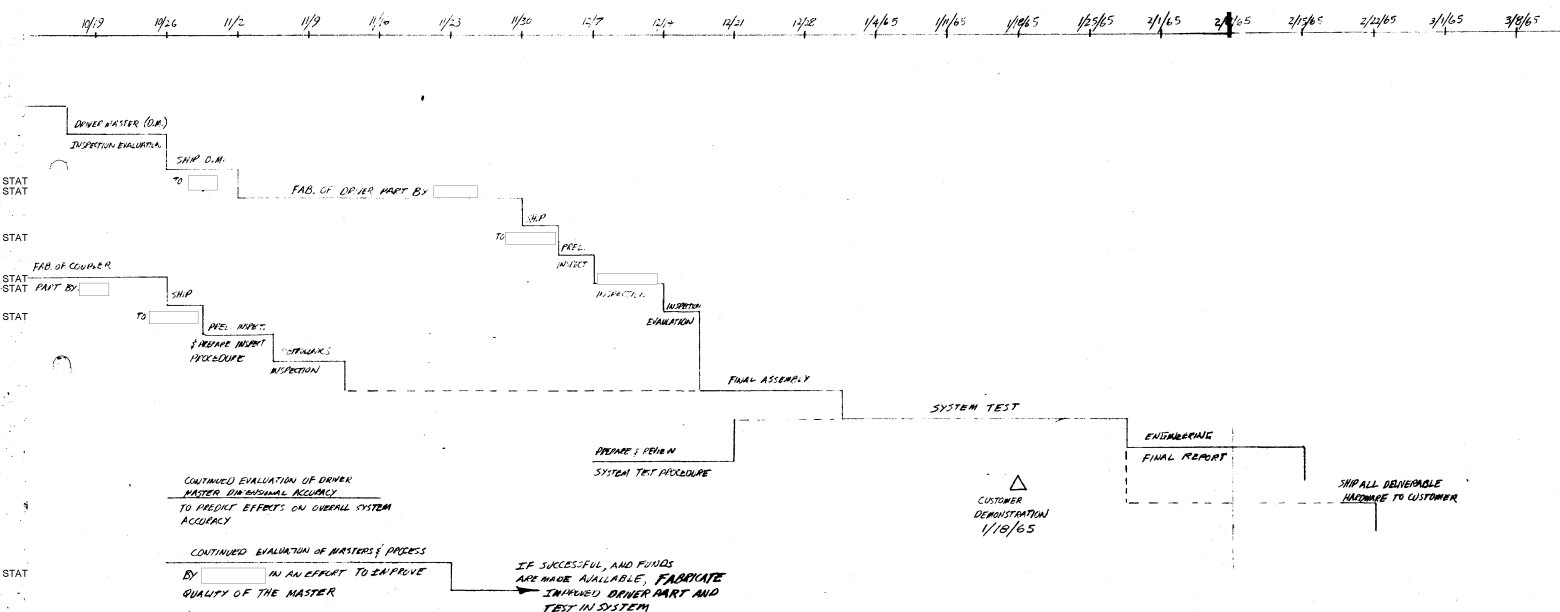 10/19 10/26 11/2 11/9 11/16 11/23 11/30 12/7 12/14 12/21 12/28 1/4/65 1/11/65 1/18/65 1/25/65 2/1/65 2/8/65 2/15/65 2/22/65 3/1/65 3/8/65
DRIVER MASTER (D.M.)
INSPECTION EVALUATION
SHIP D.M.
STAT
TO
STAT
FAB. OF DRIVER PART BY
SHIP
STAT
TO
PREL.
INSPECT
FAB. OF COUPLER
STAT
STAT
PART BY
SHIP
INSPECTION
INSPECTION
EVALUATION
STAT
TO
PREL. INSPECT.
& PREPARE INSPECT
PROCEDURE
INSPECTION
FINAL ASSEMBLY
SYSTEM TEST
PREPARE & REVIEW
SYSTEM TEST PROCEDURE
ENGINEERING
FINAL REPORT
SHIP ALL DELIVERABLE
HARDWARE TO CUSTOMER
CUSTOMER
DEMONSTRATION
1/18/65
CONTINUED EVALUATION OF DRIVER
MASTER DIMENSIONAL ACCURACY
TO PREDICT EFFECTS ON OVERALL SYSTEM
ACCURACY
CONTINUED EVALUATION OF MASTERS & PROCESS
STAT
BY IN AN EFFORT TO IMPROVE
QUALITY OF THE MASTER
IF SUCCESSFUL, AND FUNDS
ARE MADE AVAILABLE, FABRICATE
IMPROVED DRIVER PART AND
TEST IN SYSTEM